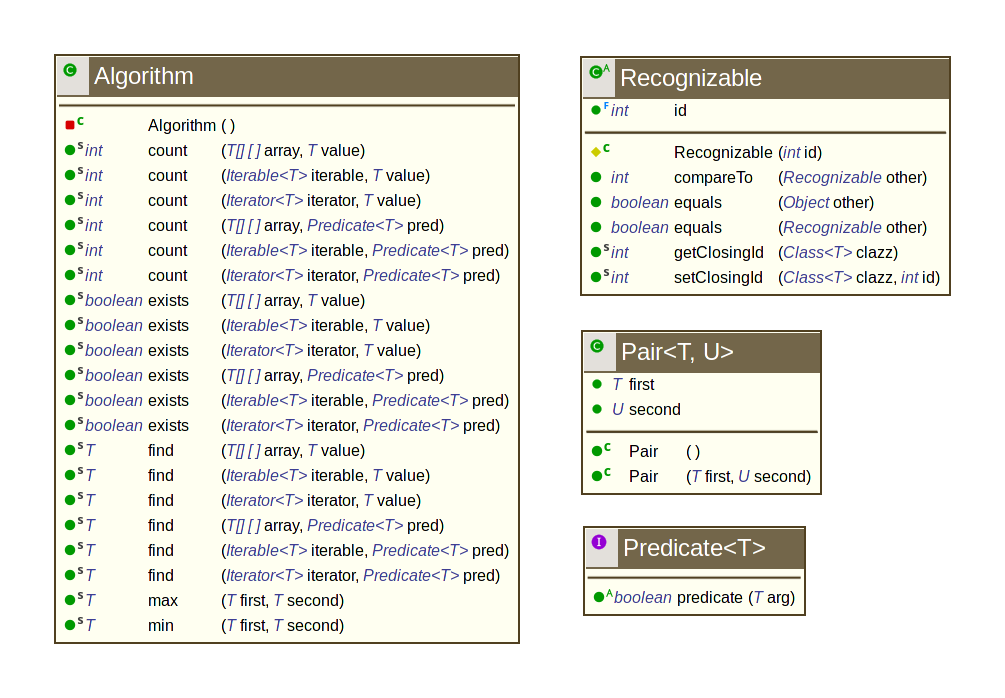 C Algorithm
C Algorithm ( )
S int count (T[] [ ] array, T value)
S int count (Iterable<T> iterable, T value)
S int count (Iterator<T> iterator, T value)
S int count (T[] [ ] array, Predicate<T> pred)
S int count (Iterable<T> iterable, Predicate<T> pred)
S int count (Iterator<T> iterator, Predicate<T> pred)
S boolean exists (T[] [ ] array, T value)
S boolean exists (Iterable<T> iterable, T value)
S boolean exists (Iterator<T> iterator, T value)
S boolean exists (T[] [ ] array, Predicate<T> pred)
S boolean exists (Iterable<T> iterable, Predicate<T> pred)
S boolean exists (Iterator<T> iterator, Predicate<T> pred)
S T find (T[] [ ] array, T value)
S T find (Iterable<T> iterable, T value)
S T find (Iterator<T> iterator, T value)
S T find (T[] [ ] array, Predicate<T> pred)
S T find (Iterable<T> iterable, Predicate<T> pred)
S T find (Iterator<T> iterator, Predicate<T> pred)
S T max (T first, T second)
S T min (T first, T second)
C A Recognizable
F int id
C Recognizable (int id)
int compareTo (Recognizable other)
boolean equals (Object other)
boolean equals (Recognizable other)
S int getClosingId (Class<T> clazz)
S int setClosingId (Class<T> clazz, int id)
C Pair<T, U>
T first
U second
C Pair ( )
C Pair (T first, U second)
I Predicate<T>
A boolean predicate (T arg)